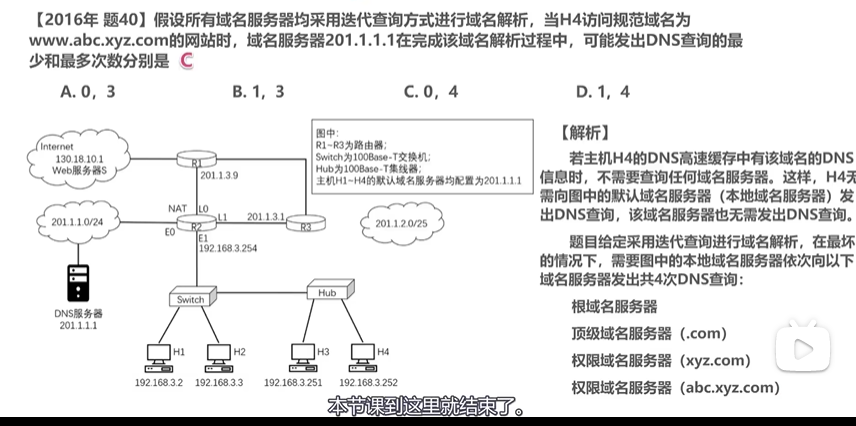 【2016年 题40】假设所有域名服务器均采用迭代查询方式进行域名解析，当H4访问规范域名为
www.abc.xyz.com的网站时，域名服务器201.1.1.1在完成该域名解析过程中，可能发出DNS查询的最
少和最多次数分别是 C
A. 0，3
B. 1，3
C. 0，4
D. 1，4
Internet
130.18.10.1
Web服务器S
R1
201.1.3.9
图中:
R1~R3为路由器;
Switch为100Base-T交换机;
Hub为100Base-T集线器;
主机H1~H4的默认域名服务器均配置为201.1.1.1
201.1.1.0/24
NAT
L0
L1
201.1.3.1
R2
R3
E0
E1
192.168.3.254
201.1.2.0/25
DNS服务器
201.1.1.1
Switch
Hub
H1
H2
H3
H4
192.168.3.2
192.168.3.3
192.168.3.251
192.168.3.252
【解析】
若主机H4的DNS高速缓存中有该域名的DNS
信息时，不需要查询任何域名服务器。这样，H4无
需向图中的默认域名服务器（本地域名服务器）发
出DNS查询，该域名服务器也无需发出DNS查询。
题目给定采用迭代查询进行域名解析，在最坏
的情况下，需要图中的本地域名服务器依次向以下
域名服务器发出共4次DNS查询：
根域名服务器
顶级域名服务器（.com）
权限域名服务器（xyz.com）
权限域名服务器（abc.xyz.com）
本节课到这里就结束了。